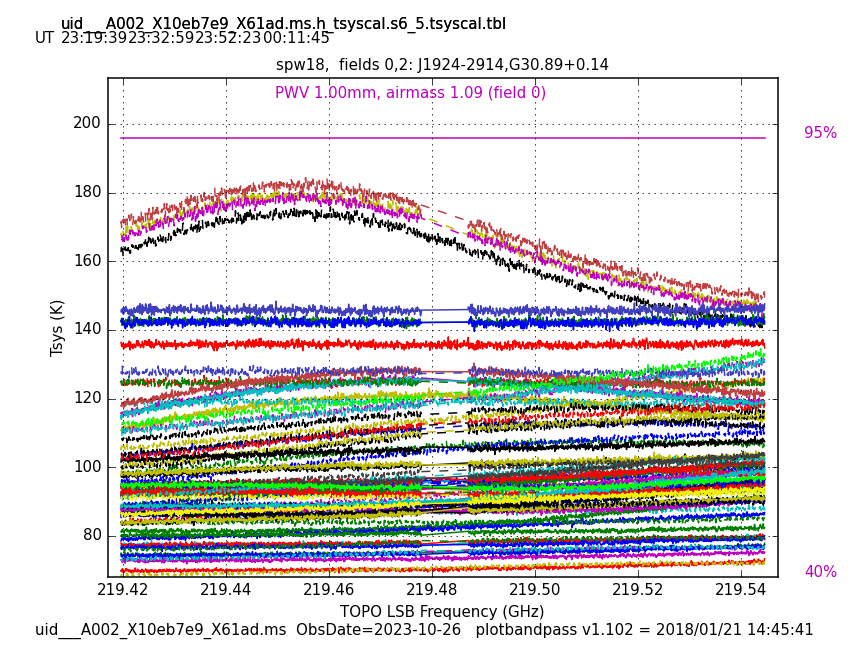 uid___A002_X10eb7e9_X61ad.ms.h_tsyscal.s6_5.tsyscal.tbl
UT 23:19:39 23:32:59 23:52:23 00:11:45
spw18,  fields 0,2: J1924-2914,G30.89+0.14
PWV 1.00mm, airmass 1.09 (field 0)
95%
200
180
160
140
120
100
80
Tsys (K)
40%
219.42 219.44 219.46 219.48 219.50 219.52 219.54
TOPO LSB Frequency (GHz)
uid___A002_X10eb7e9_X61ad.ms  ObsDate=2023-10-26   plotbandpass v1.102 = 2018/01/21 14:45:41